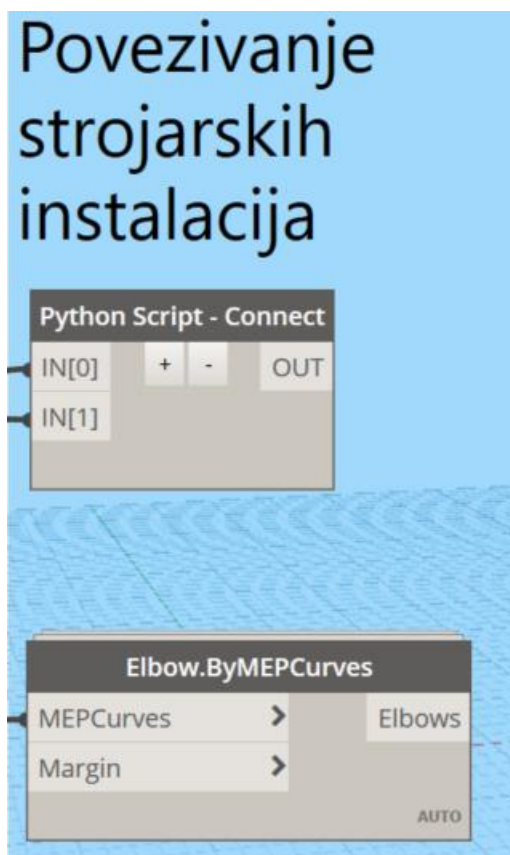 Povezivanje
strojarskih
instalacija
Python Script - Connect
IN[0] + - OUT
IN[1]
Elbow.ByMEPCurves
MEPCurves > Elbows
Margin >
AUTO